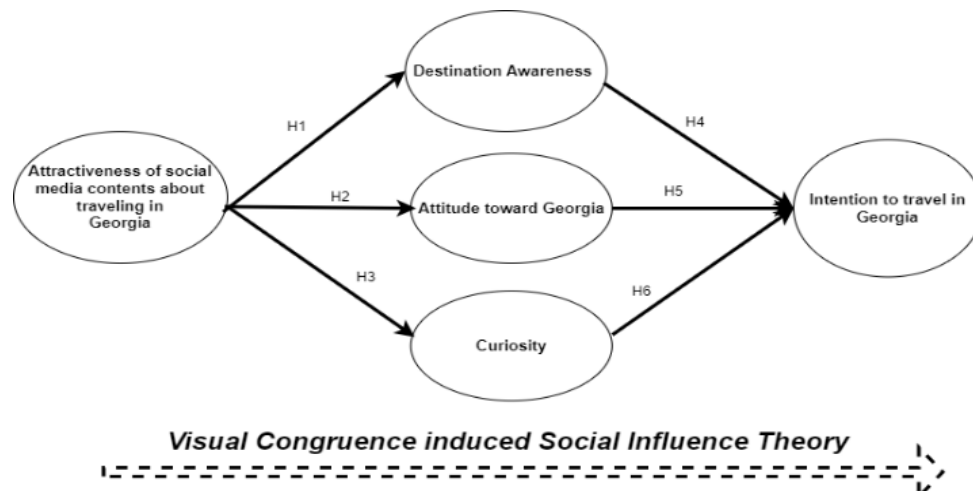 Destination Awareness
H1
H4
Attractiveness of social
media contents about
traveling in
Georgia
H2
Attitude toward Georgia
H5
Intention to travel in
Georgia
H3
H6
Curiosity
Visual Congruence induced Social Influence Theory